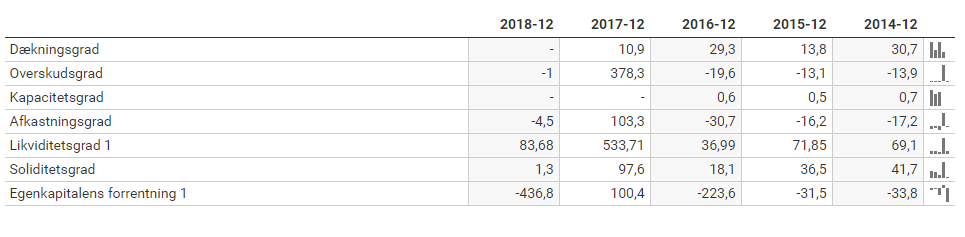 2018-12 2017-12 2016-12 2015-12 2014-12
Dækningsgrad - 10,9 29,3 13,8 30,7
Overskudsgrad -1 378,3 -19,6 -13,1 -13,9
Kapacitetsgrad - - 0,6 0,5 0,7
Afkastningsgrad -4,5 103,3 -30,7 -16,2 -17,2
Likviditetsgrad 1 83,68 533,71 36,99 71,85 69,1
Soliditetsgrad 1,3 97,6 18,1 36,5 41,7
Egenkapitalens forrentning 1 -436,8 100,4 -223,6 -31,5 -33,8